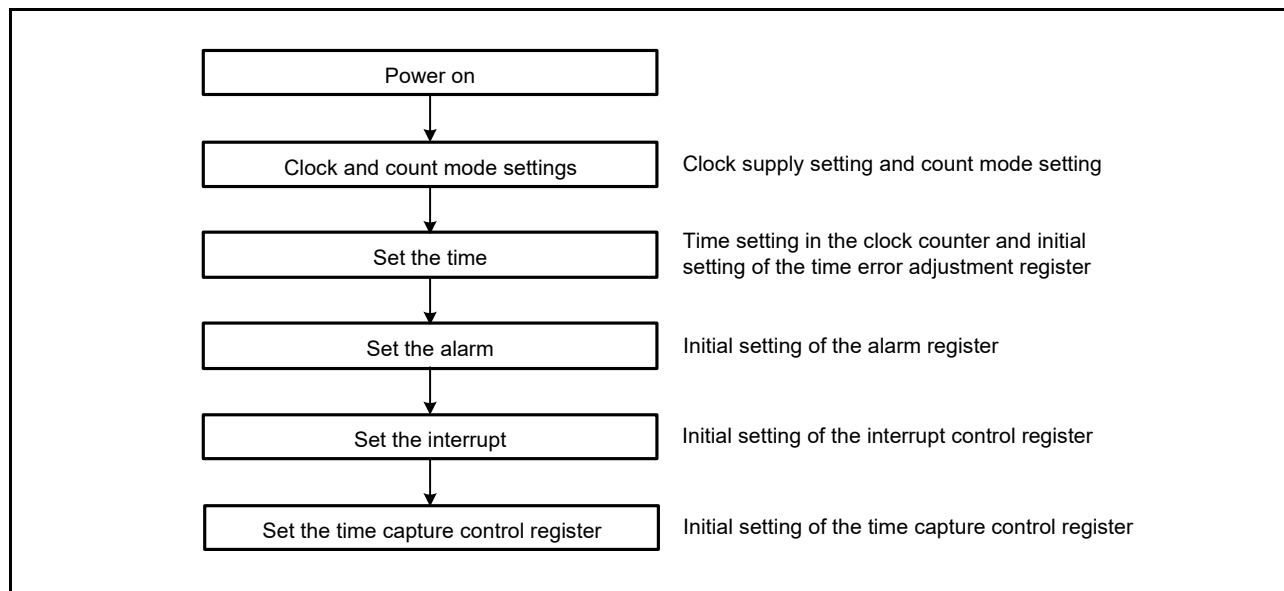 Power on
Clock and count mode settings
Clock supply setting and count mode setting
Set the time
Time setting in the clock counter and initial
setting of the time error adjustment register
Set the alarm
Initial setting of the alarm register
Set the interrupt
Initial setting of the interrupt control register
Set the time capture control register
Initial setting of the time capture control register